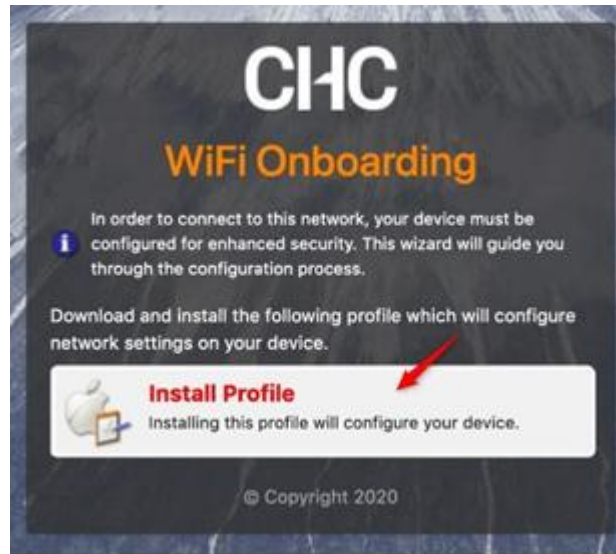 CHC
WiFi Onboarding
In order to connect to this network, your device must be
configured for enhanced security. This wizard will guide you
through the configuration process.
Download and install the following profile which will configure
network settings on your device.
Install Profile
Installing this profile will configure your device.
© Copyright 2020